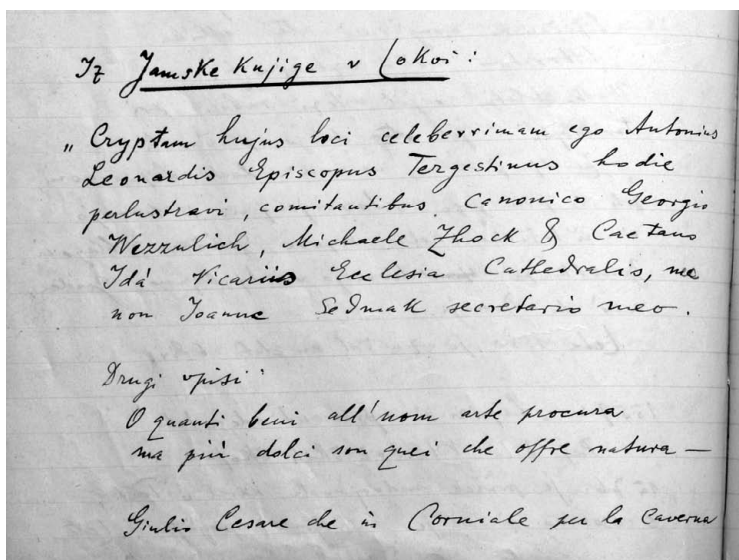 Iz Jamske Knjige v Lokvi:
„Cryptam hujus loci celeberrimam ego Antonius
Leonardis Episcopus Tergestinus hodie
perlustravi, comitantibus Canonico Georgio
Wezzulich, Michaele Zhock & Caetano
Idá Vicariis Ecclesia Cathedralis, nec
non Joanne Sedmak secretario meo.
Drugi vpisi:
O quanti beni all'uom arte procura
ma più dolci son quei che offre natura —
Giulio Cesare che in Corniale per la Caverna